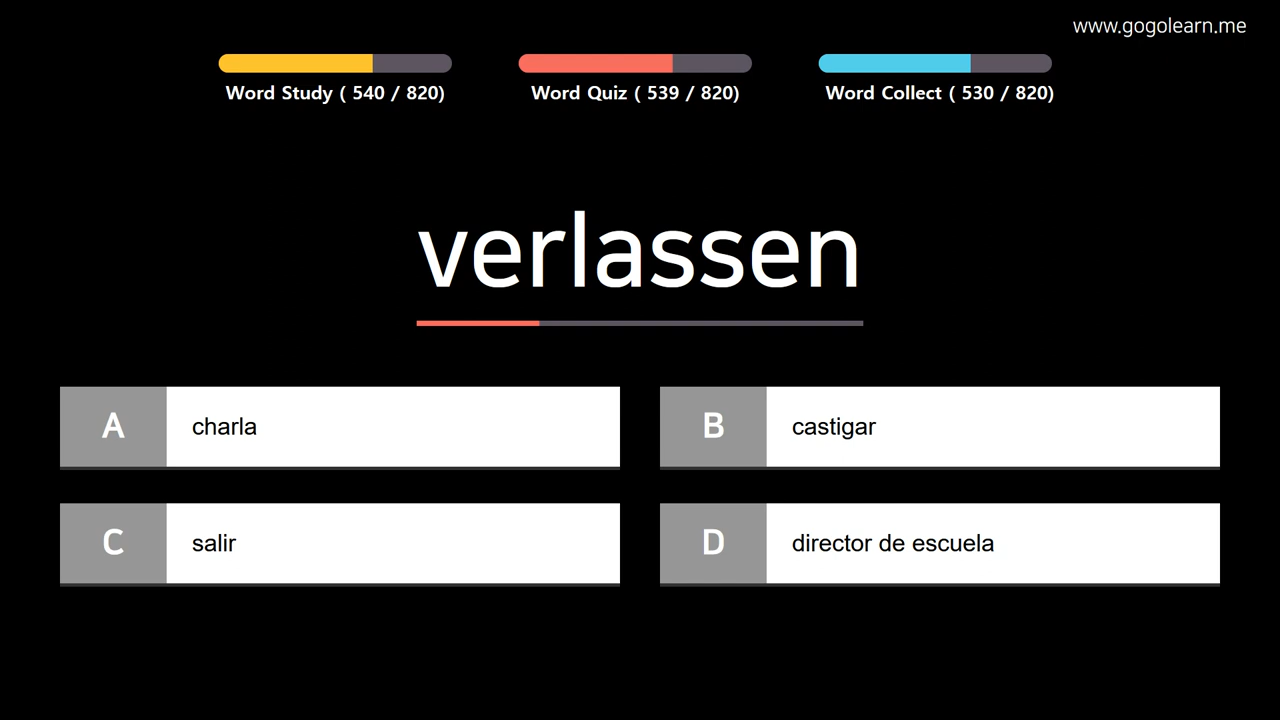 www.gogolearn.me
Word Study ( 540 / 820)
Word Quiz ( 539 / 820)
Word Collect ( 530 / 820)
verlassen
A charla
B castigar
C salir
D director de escuela